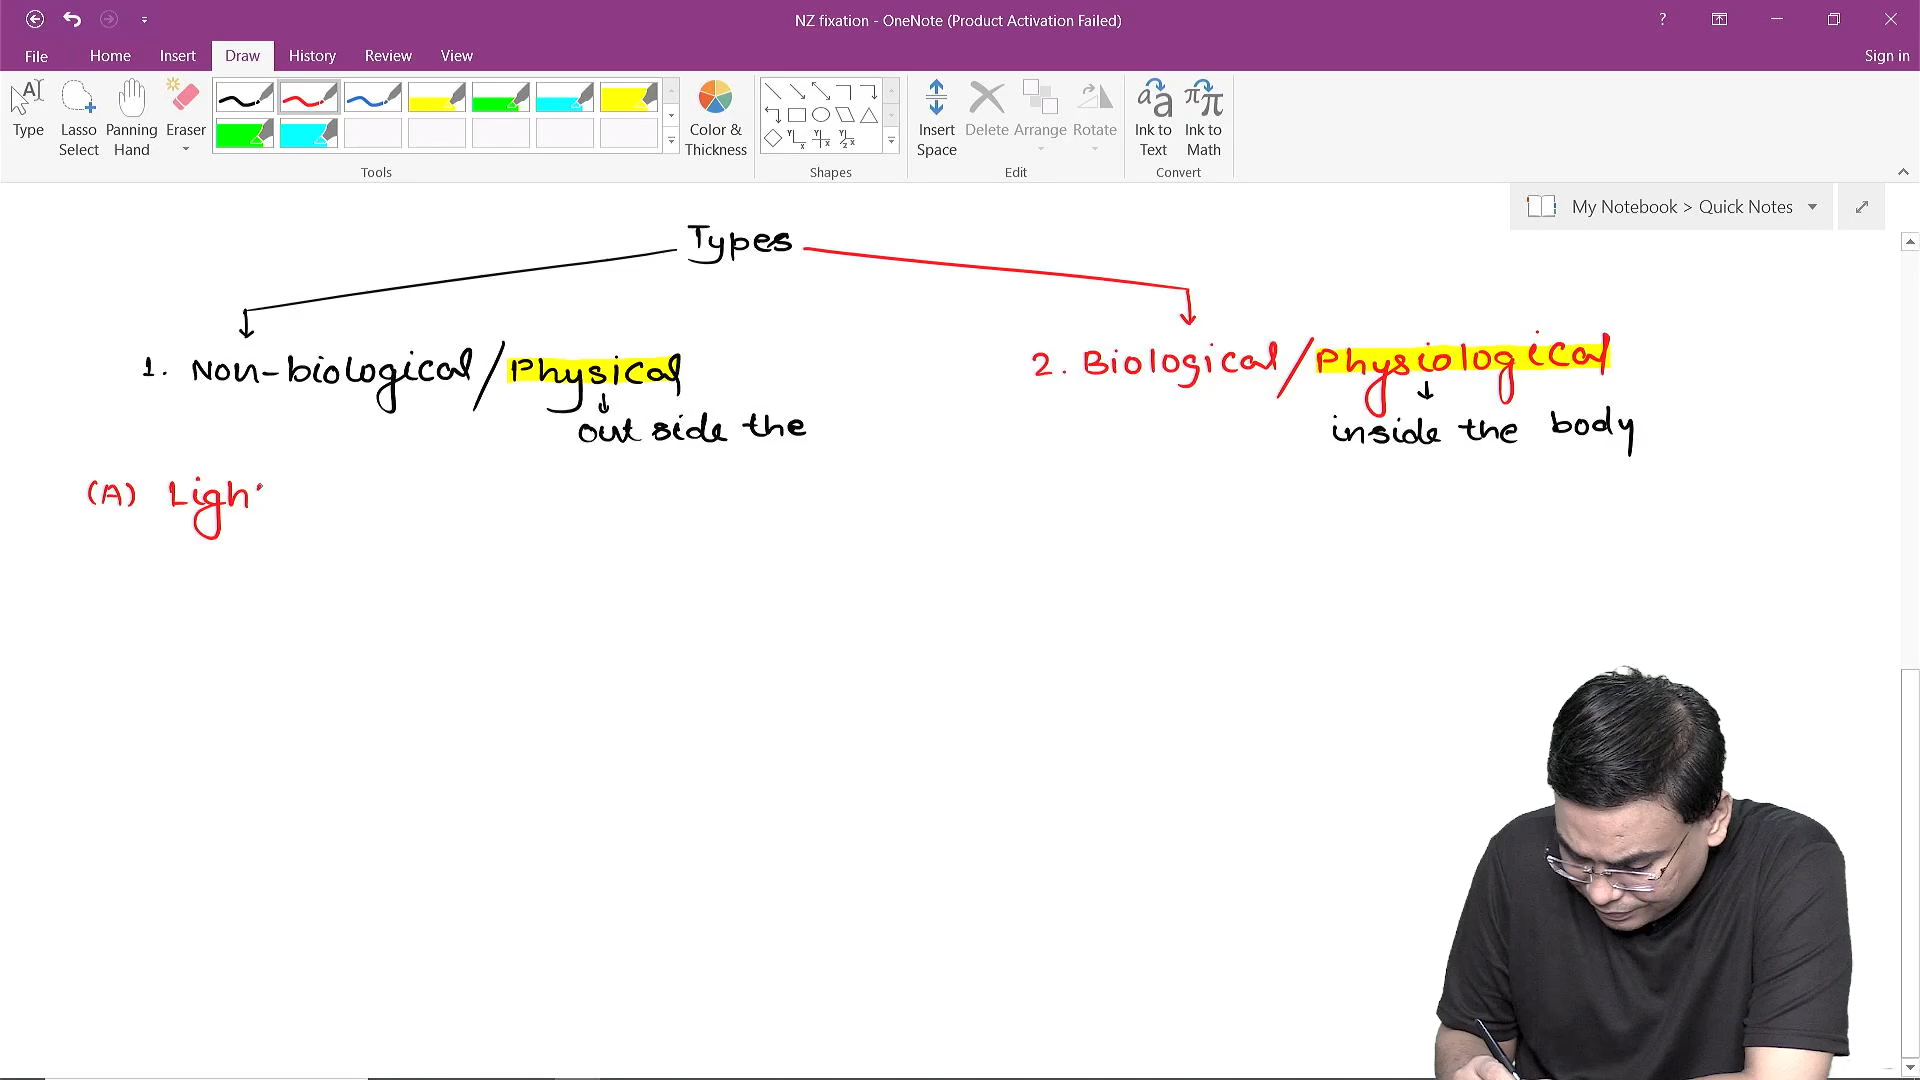 NZ fixation - OneNote (Product Activation Failed)
?
File Home Insert Draw History Review View Sign in
Type
Lasso Select
Panning Hand
Eraser
Color & Thickness
Insert Space
Delete
Arrange
Rotate
Ink to Text
Ink to Math
Tools Shapes Edit Convert
My Notebook > Quick Notes
Types
1. Non-biological/Physical
2. Biological/Physiological
out side the
inside the body
(A) Ligh